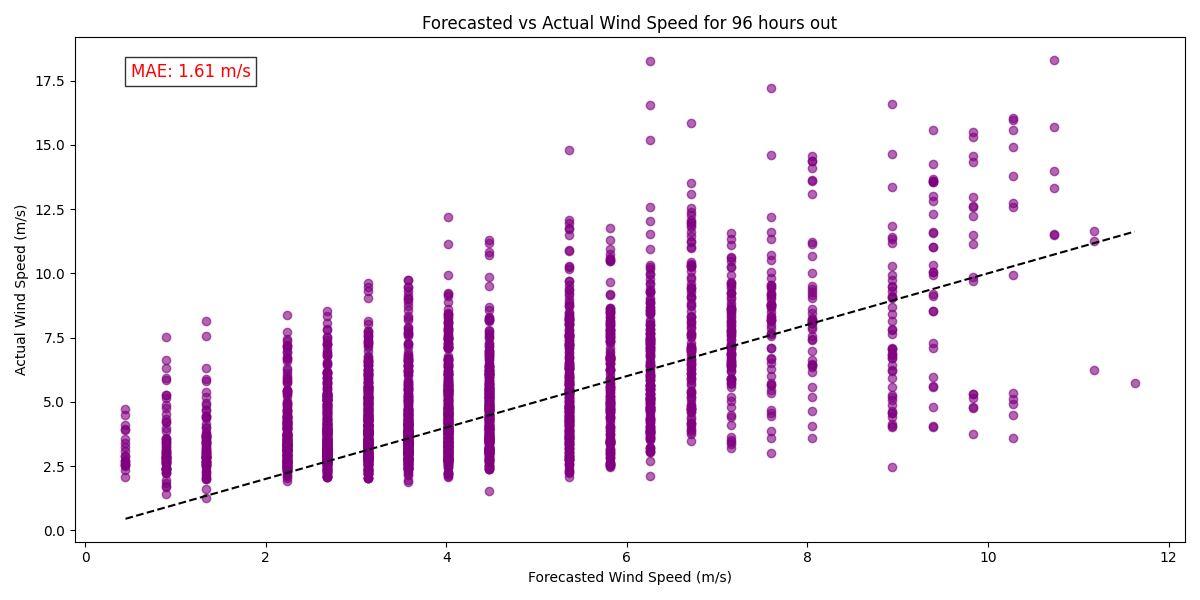 Forecasted vs Actual Wind Speed for 96 hours out
MAE: 1.61 m/s
17.5
15.0
12.5
10.0
7.5
5.0
2.5
0.0
Actual Wind Speed (m/s)
0 2 4 6 8 10 12
Forecasted Wind Speed (m/s)